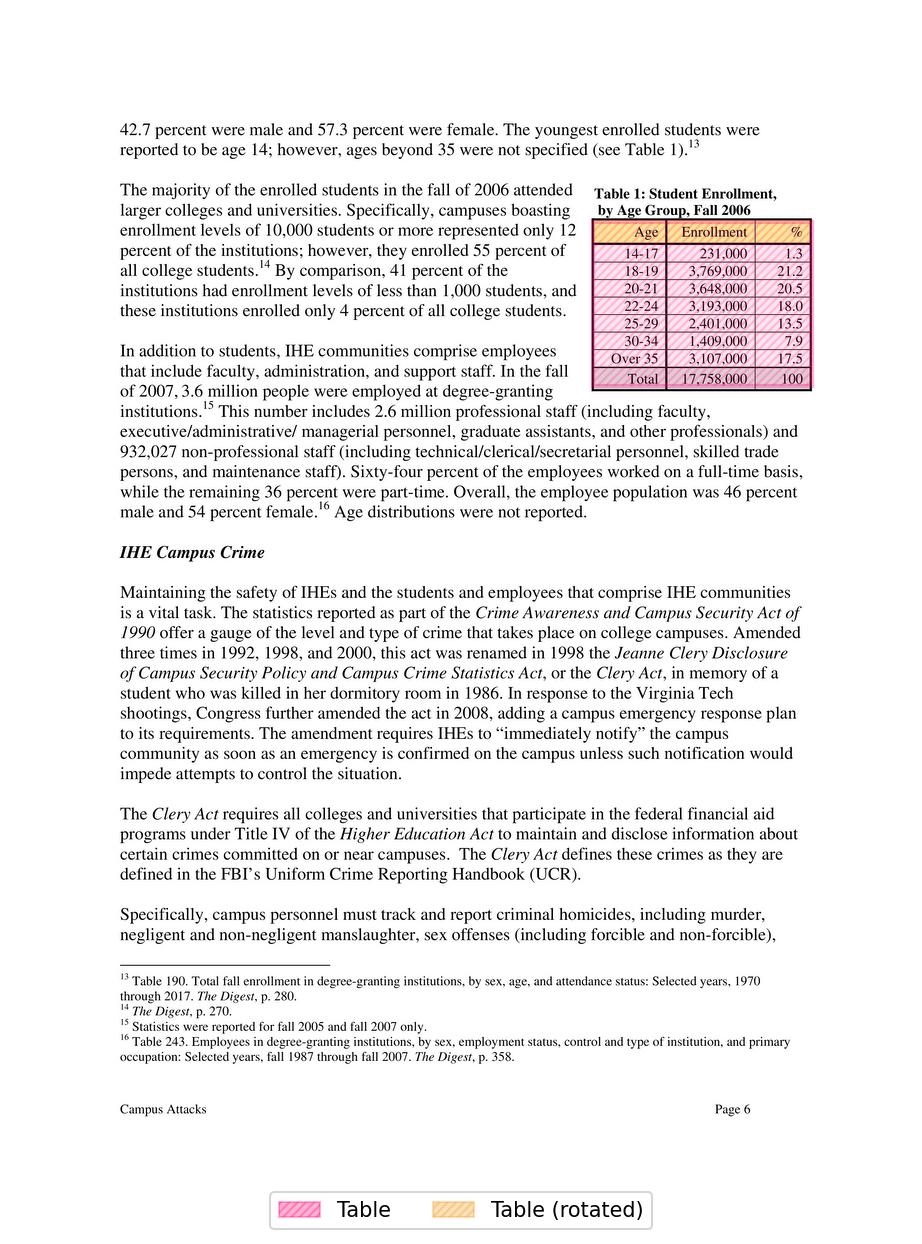 42.7 percent were male and 57.3 percent were female. The youngest enrolled students were
reported to be age 14; however, ages beyond 35 were not specified (see Table 1).13
The majority of the enrolled students in the fall of 2006 attended
larger colleges and universities. Specifically, campuses boasting
enrollment levels of 10,000 students or more represented only 12
percent of the institutions; however, they enrolled 55 percent of
all college students.14 By comparison, 41 percent of the
institutions had enrollment levels of less than 1,000 students, and
these institutions enrolled only 4 percent of all college students.
Table 1: Student Enrollment,
by Age Group, Fall 2006
Age Enrollment %
14-17 231,000 1.3
18-19 3,769,000 21.2
20-21 3,648,000 20.5
22-24 3,193,000 18.0
25-29 2,401,000 13.5
30-34 1,409,000 7.9
Over 35 3,107,000 17.5
Total 17,758,000 100
In addition to students, IHE communities comprise employees
that include faculty, administration, and support staff. In the fall
of 2007, 3.6 million people were employed at degree-granting
institutions.15 This number includes 2.6 million professional staff (including faculty,
executive/administrative/ managerial personnel, graduate assistants, and other professionals) and
932,027 non-professional staff (including technical/clerical/secretarial personnel, skilled trade
persons, and maintenance staff). Sixty-four percent of the employees worked on a full-time basis,
while the remaining 36 percent were part-time. Overall, the employee population was 46 percent
male and 54 percent female.16 Age distributions were not reported.
IHE Campus Crime
Maintaining the safety of IHEs and the students and employees that comprise IHE communities
is a vital task. The statistics reported as part of the Crime Awareness and Campus Security Act of
1990 offer a gauge of the level and type of crime that takes place on college campuses. Amended
three times in 1992, 1998, and 2000, this act was renamed in 1998 the Jeanne Clery Disclosure
of Campus Security Policy and Campus Crime Statistics Act, or the Clery Act, in memory of a
student who was killed in her dormitory room in 1986. In response to the Virginia Tech
shootings, Congress further amended the act in 2008, adding a campus emergency response plan
to its requirements. The amendment requires IHEs to “immediately notify” the campus
community as soon as an emergency is confirmed on the campus unless such notification would
impede attempts to control the situation.
The Clery Act requires all colleges and universities that participate in the federal financial aid
programs under Title IV of the Higher Education Act to maintain and disclose information about
certain crimes committed on or near campuses. The Clery Act defines these crimes as they are
defined in the FBI’s Uniform Crime Reporting Handbook (UCR).
Specifically, campus personnel must track and report criminal homicides, including murder,
negligent and non-negligent manslaughter, sex offenses (including forcible and non-forcible),
13 Table 190. Total fall enrollment in degree-granting institutions, by sex, age, and attendance status: Selected years, 1970
through 2017. The Digest, p. 280.
14 The Digest, p. 270.
15 Statistics were reported for fall 2005 and fall 2007 only.
16 Table 243. Employees in degree-granting institutions, by sex, employment status, control and type of institution, and primary
occupation: Selected years, fall 1987 through fall 2007. The Digest, p. 358.
Campus Attacks Page 6
Table Table (rotated)